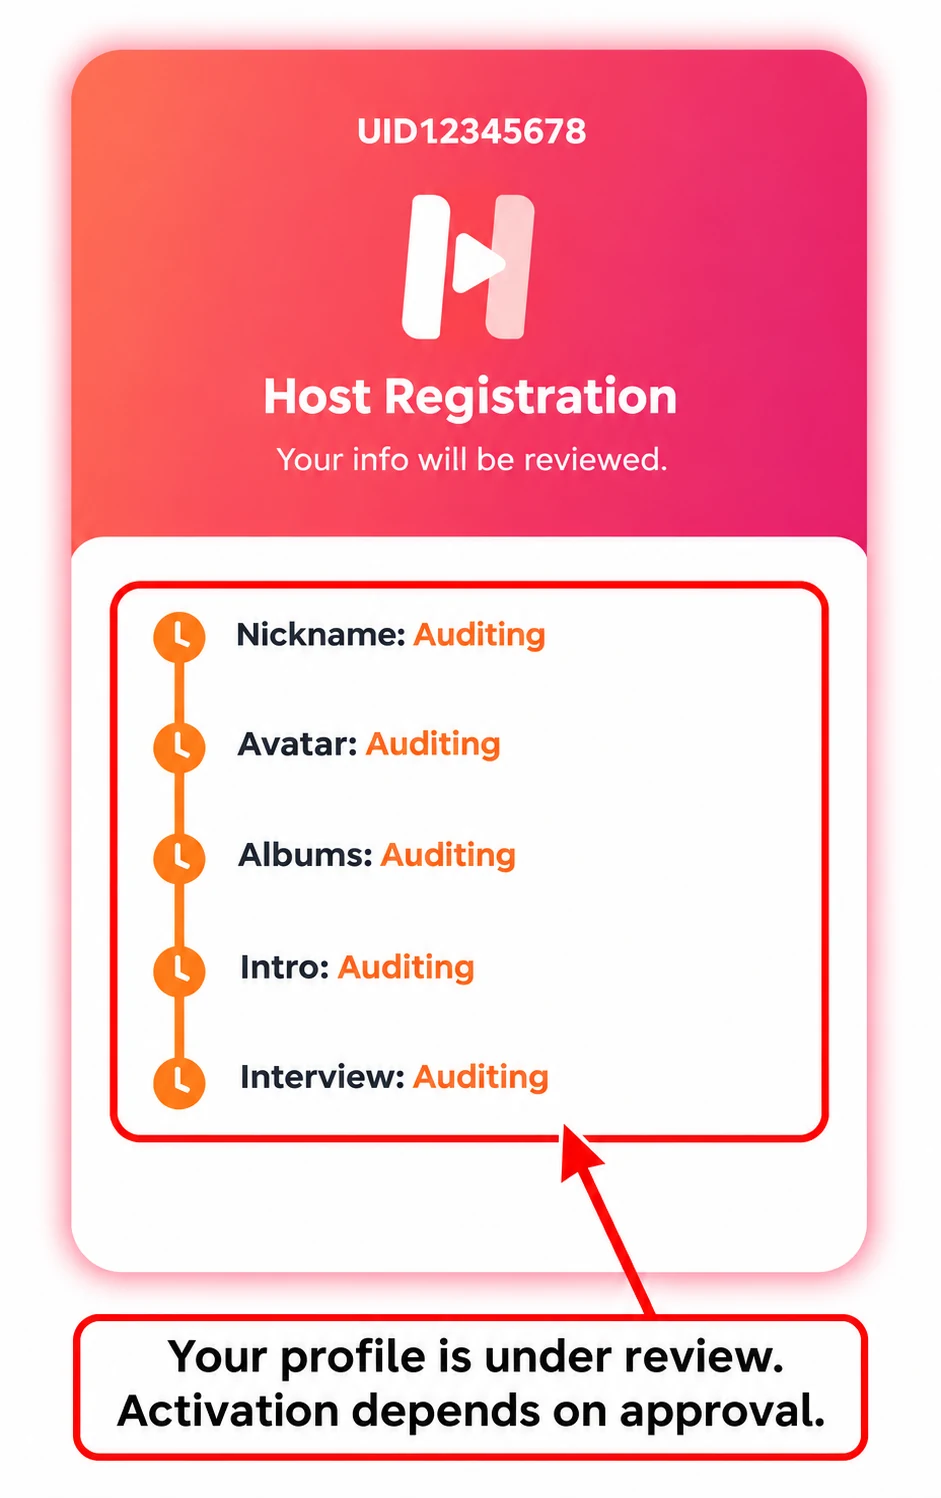 UID12345678
Host Registration
Your info will be reviewed.
Nickname: Auditing
Avatar: Auditing
Albums: Auditing
Intro: Auditing
Interview: Auditing
Your profile is under review.
Activation depends on approval.